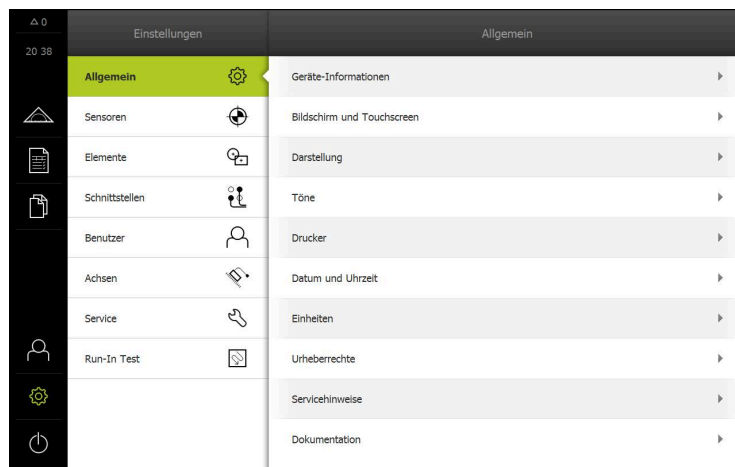 0
20 38
Einstellungen
Allgemein
Allgemein
Sensoren
Elemente
Schnittstellen
Benutzer
Achsen
Service
Run-In Test
Geräte-Informationen
Bildschirm und Touchscreen
Darstellung
Töne
Drucker
Datum und Uhrzeit
Einheiten
Urheberrechte
Servicehinweise
Dokumentation